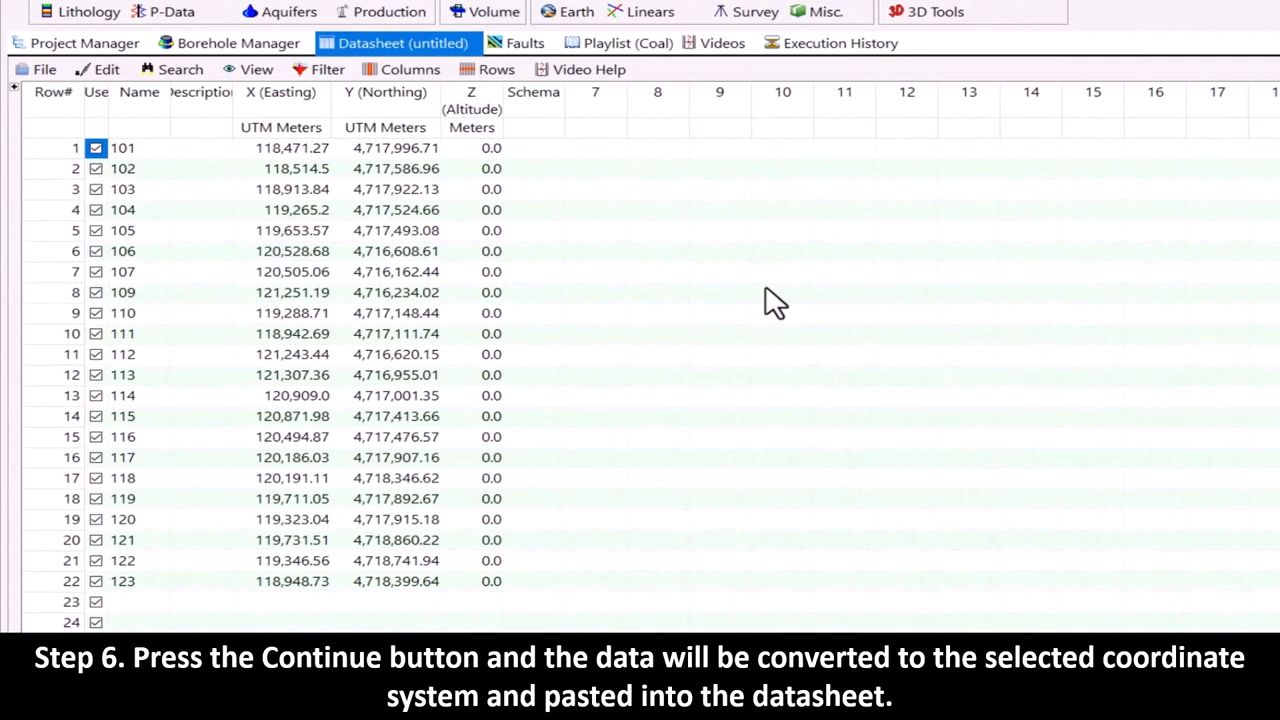 Lithology P-Data Aquifers Production Volume Earth Linears Survey Misc. 3D Tools
Project Manager Borehole Manager Datasheet (untitled) Faults Playlist (Coal) Videos Execution History
File Edit Search View Filter Columns Rows Video Help
Row# Use Name Description X (Easting) Y (Northing) Z (Altitude) Schema 7 8 9 10 11 12 13 14 15 16 17
UTM Meters UTM Meters Meters
1 101 118,471.27 4,717,996.71 0.0
2 102 118,514.5 4,717,586.96 0.0
3 103 118,913.84 4,717,922.13 0.0
4 104 119,265.2 4,717,524.66 0.0
5 105 119,653.57 4,717,493.08 0.0
6 106 120,528.68 4,716,608.61 0.0
7 107 120,505.06 4,716,162.44 0.0
8 109 121,251.19 4,716,234.02 0.0
9 110 119,288.71 4,717,148.44 0.0
10 111 118,942.69 4,717,111.74 0.0
11 112 121,243.44 4,716,620.15 0.0
12 113 121,307.36 4,716,955.01 0.0
13 114 120,909.0 4,717,001.35 0.0
14 115 120,871.98 4,717,413.66 0.0
15 116 120,494.87 4,717,476.57 0.0
16 117 120,186.03 4,717,907.16 0.0
17 118 120,191.11 4,718,346.62 0.0
18 119 119,711.05 4,717,892.67 0.0
19 120 119,323.04 4,717,915.18 0.0
20 121 119,731.51 4,718,860.22 0.0
21 122 119,346.56 4,718,741.94 0.0
22 123 118,948.73 4,718,399.64 0.0
23
24
Step 6. Press the Continue button and the data will be converted to the selected coordinate
system and pasted into the datasheet.